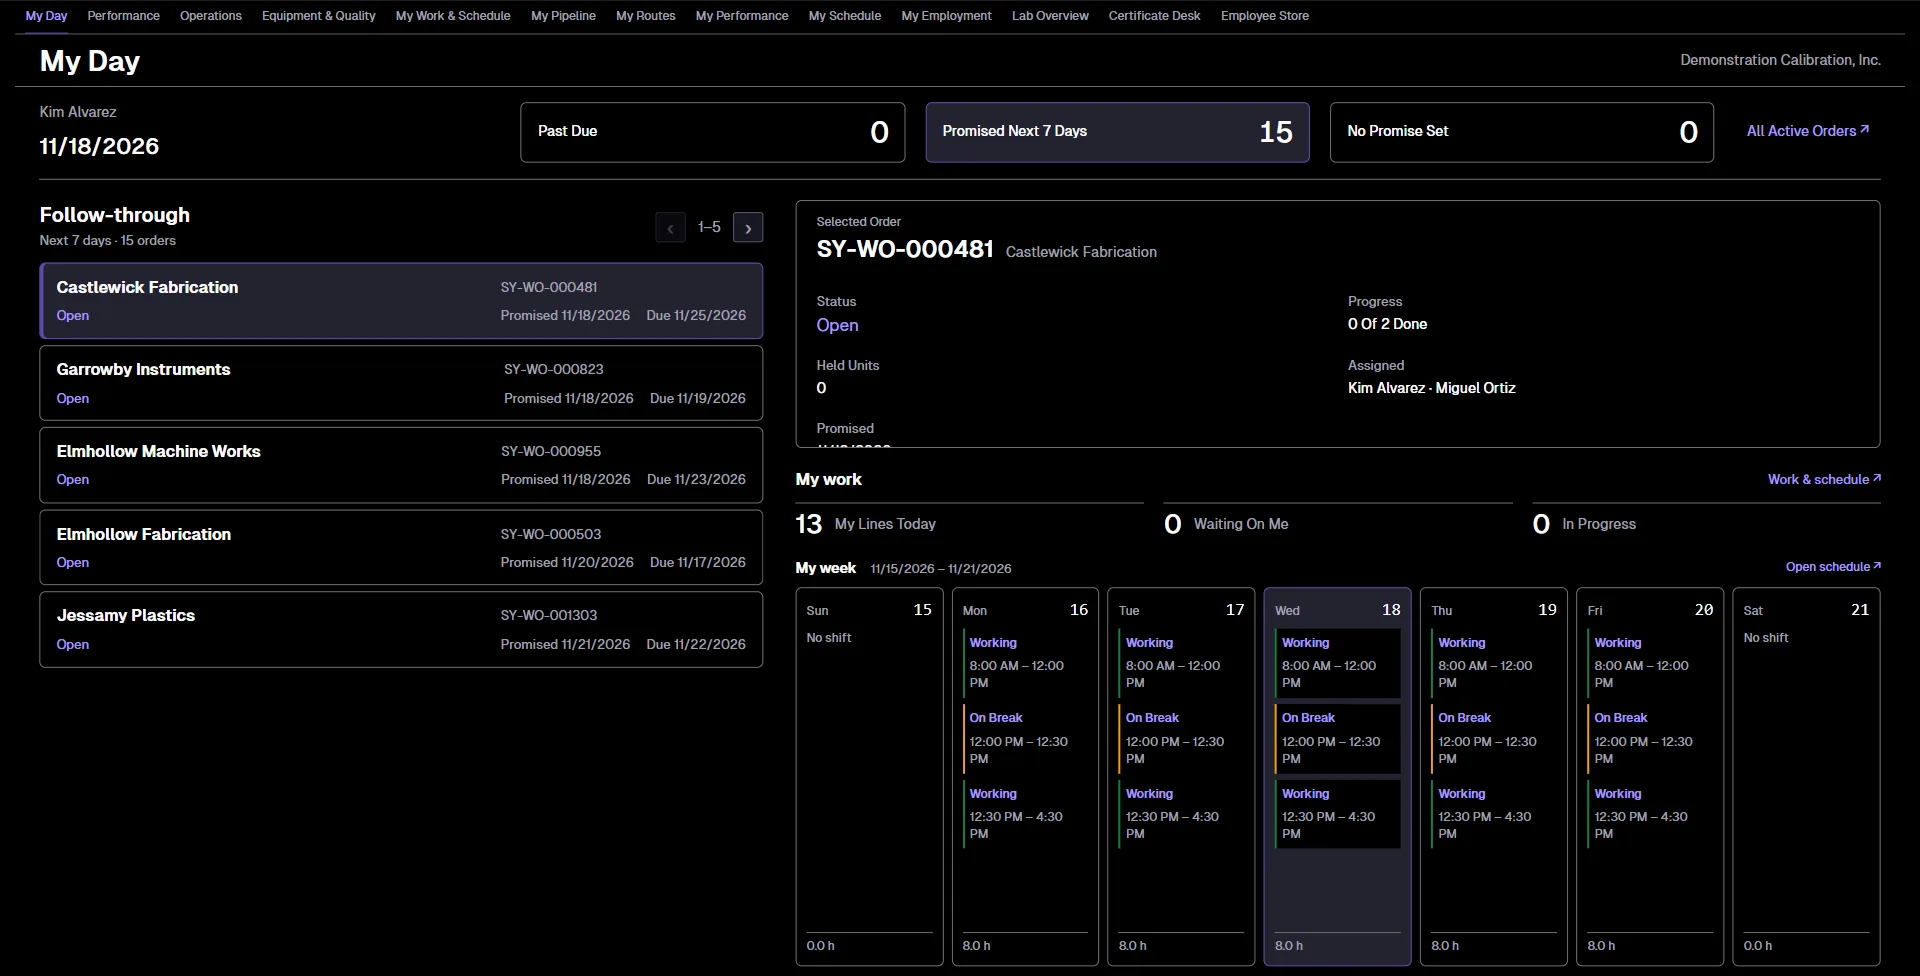 My Day
Performance
Operations
Equipment & Quality
My Work & Schedule
My Pipeline
My Routes
My Performance
My Schedule
My Employment
Lab Overview
Certificate Desk
Employee Store
My Day
Demonstration Calibration, Inc.
Kim Alvarez
11/18/2026
Past Due
0
Promised Next 7 Days
15
No Promise Set
0
All Active Orders
Follow-through
Next 7 days · 15 orders
1–5
Castlewick Fabrication
SY-WO-000481
Open
Promised 11/18/2026
Due 11/25/2026
Garrowby Instruments
SY-WO-000823
Open
Promised 11/18/2026
Due 11/19/2026
Elmhollow Machine Works
SY-WO-000955
Open
Promised 11/18/2026
Due 11/23/2026
Elmhollow Fabrication
SY-WO-000503
Open
Promised 11/20/2026
Due 11/17/2026
Jessamy Plastics
SY-WO-001303
Open
Promised 11/21/2026
Due 11/22/2026
Selected Order
SY-WO-000481
Castlewick Fabrication
Status
Open
Progress
0 Of 2 Done
Held Units
0
Assigned
Kim Alvarez · Miguel Ortiz
Promised
My work
Work & schedule
13
My Lines Today
0
Waiting On Me
0
In Progress
My week
11/15/2026 – 11/21/2026
Open schedule
Sun
15
No shift
0.0 h
Mon
16
Working
8:00 AM – 12:00
PM
On Break
12:00 PM – 12:30
PM
Working
12:30 PM – 4:30
PM
8.0 h
Tue
17
Working
8:00 AM – 12:00
PM
On Break
12:00 PM – 12:30
PM
Working
12:30 PM – 4:30
PM
8.0 h
Wed
18
Working
8:00 AM – 12:00
PM
On Break
12:00 PM – 12:30
PM
Working
12:30 PM – 4:30
PM
8.0 h
Thu
19
Working
8:00 AM – 12:00
PM
On Break
12:00 PM – 12:30
PM
Working
12:30 PM – 4:30
PM
8.0 h
Fri
20
Working
8:00 AM – 12:00
PM
On Break
12:00 PM – 12:30
PM
Working
12:30 PM – 4:30
PM
8.0 h
Sat
21
No shift
0.0 h